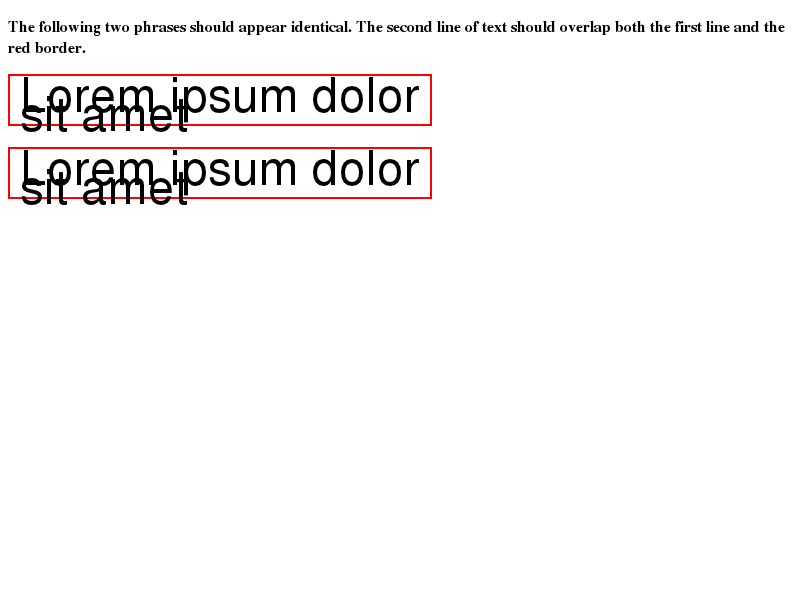 The following two phrases should appear identical. The second line of text should overlap both the first line and the
red border.
Lorem ipsum dolor
sit amet
Lorem ipsum dolor
sit amet